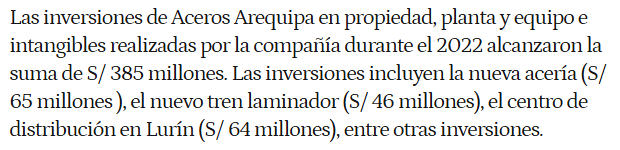 Las inversiones de Aceros Arequipa en propiedad, planta y equipo e
intangibles realizadas por la compañía durante el 2022 alcanzaron la
suma de S/ 385 millones. Las inversiones incluyen la nueva acería (S/
65 millones ), el nuevo tren laminador (S/ 46 millones), el centro de
distribución en Lurín (S/ 64 millones), entre otras inversiones.